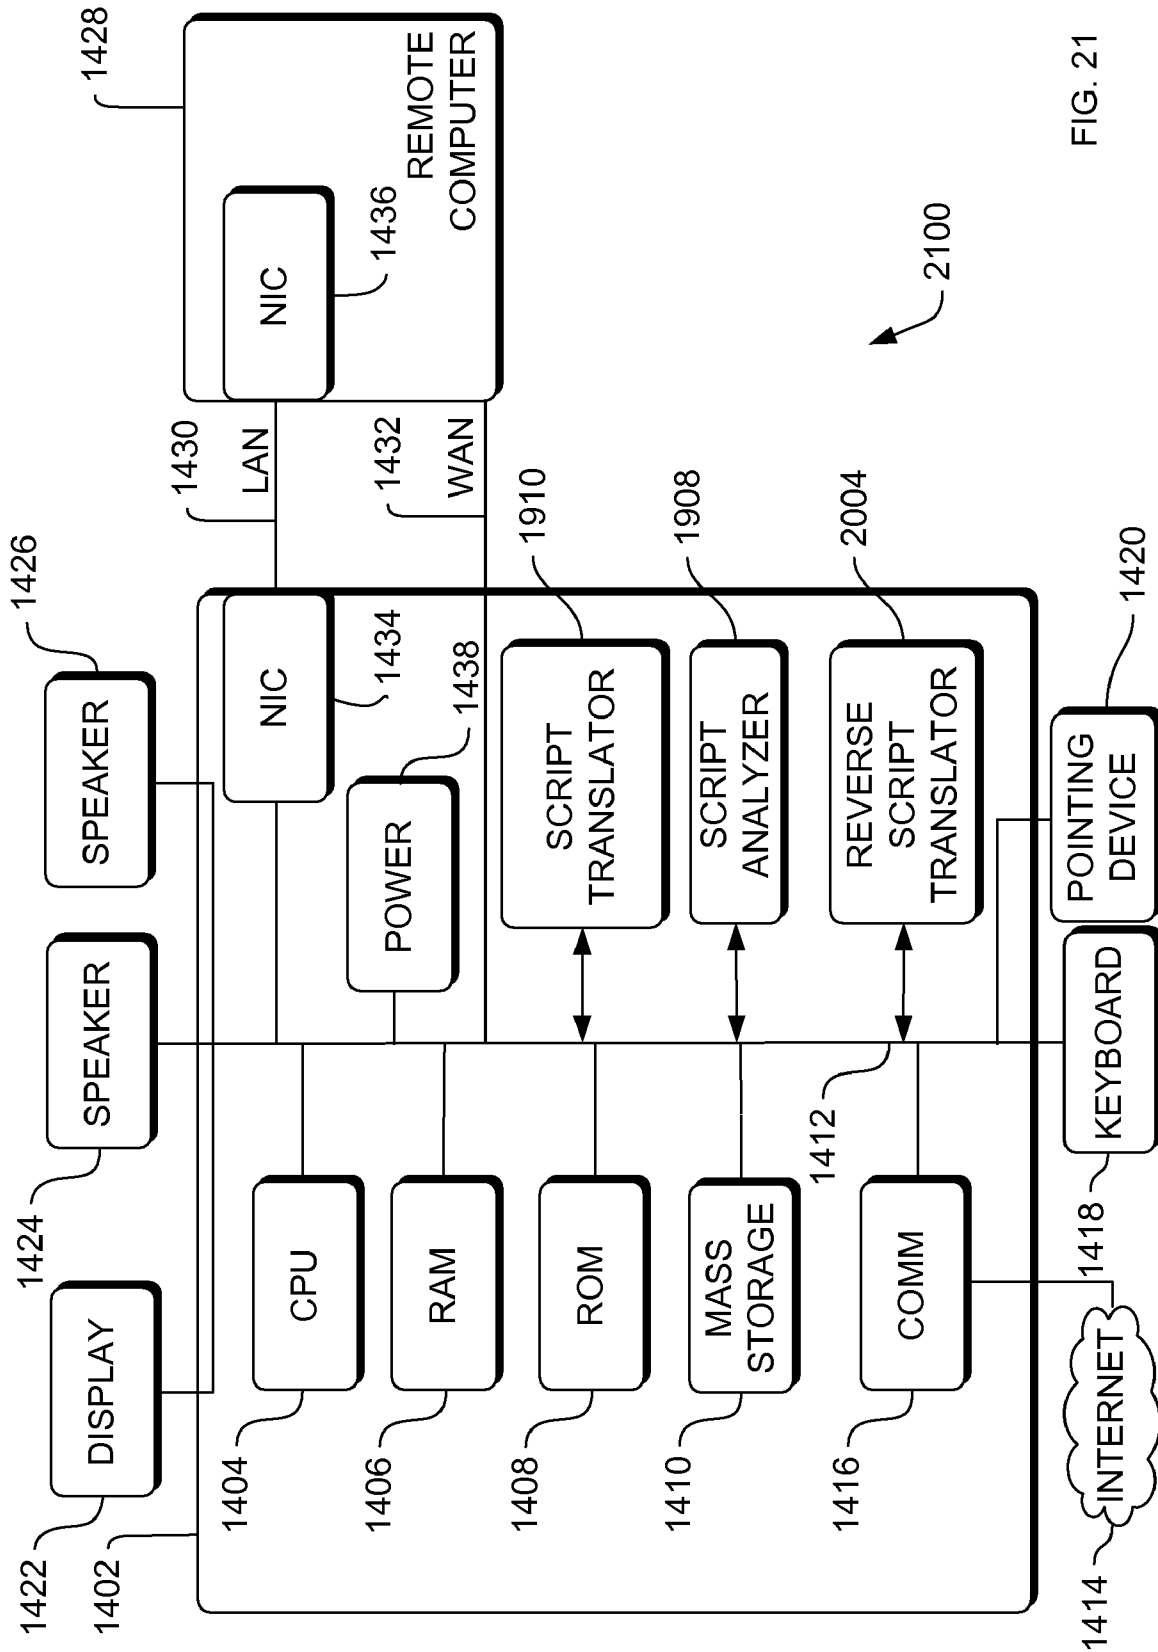 1422
DISPLAY
1424
SPEAKER
SPEAKER
1426
1428
1402
1404
CPU
NIC
1434
1430
LAN
NIC
1436
REMOTE
COMPUTER
1406
RAM
POWER
1438
1432
WAN
1408
ROM
SCRIPT
TRANSLATOR
1910
1410
MASS
STORAGE
SCRIPT
ANALYZER
1908
1416
COMM
1412
REVERSE
SCRIPT
TRANSLATOR
2004
2100
1414
INTERNET
1418
KEYBOARD
POINTING
DEVICE
1420
FIG. 21